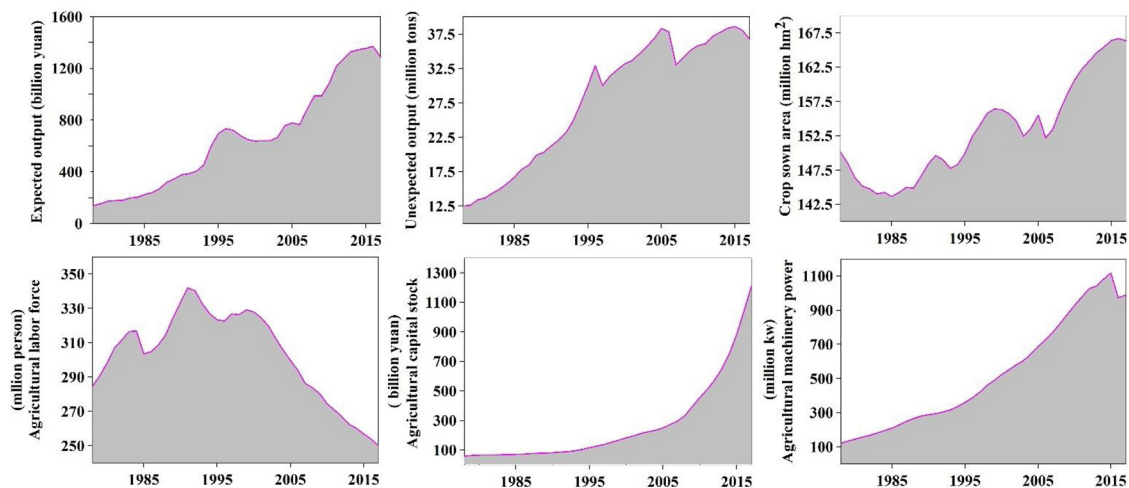 Expected output (billion yuan)
1600
1200
800
400
0
1985 1995 2005 2015
Unexpected output (million tons)
37.5
32.5
27.5
22.5
17.5
12.5
1985 1995 2005 2015
Crop sown area (million hm²)
167.5
162.5
157.5
152.5
147.5
142.5
1985 1995 2005 2015
(mllion person)
Agricultural labor force
350
330
310
290
270
250
1985 1995 2005 2015
( billion yuan)
Agricultural capital stock
1300
1100
900
700
500
300
100
1985 1995 2005 2015
(million kw)
Agricultural machinery power
1100
900
700
500
300
100
1985 1995 2005 2015